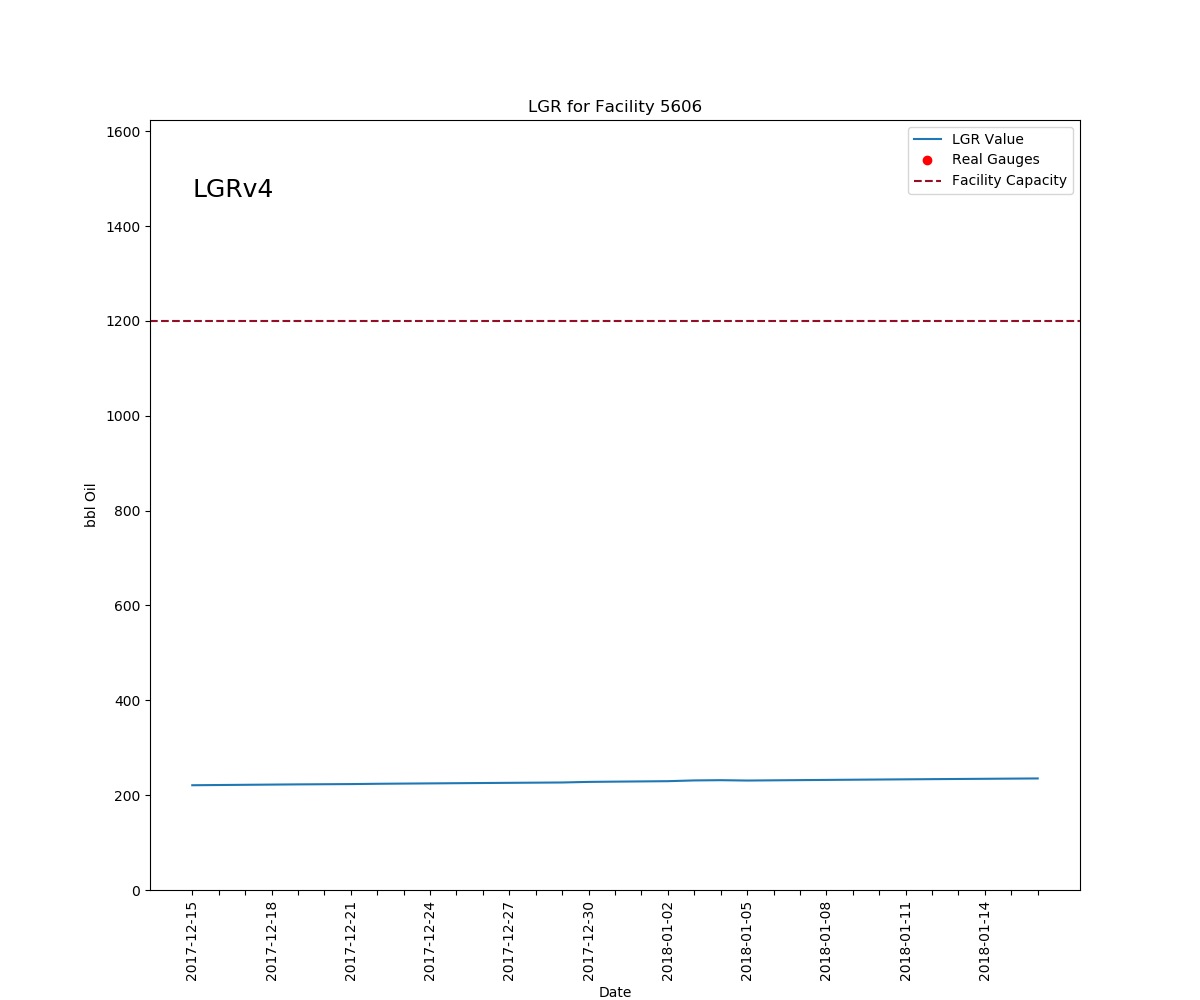 LGR for Facility 5606
LGRv4
LGR Value
Real Gauges
Facility Capacity
1600
1400
1200
1000
800
600
400
200
0
bbl Oil
2017-12-15
2017-12-18
2017-12-21
2017-12-24
2017-12-27
2017-12-30
2018-01-02
2018-01-05
2018-01-08
2018-01-11
2018-01-14
Date